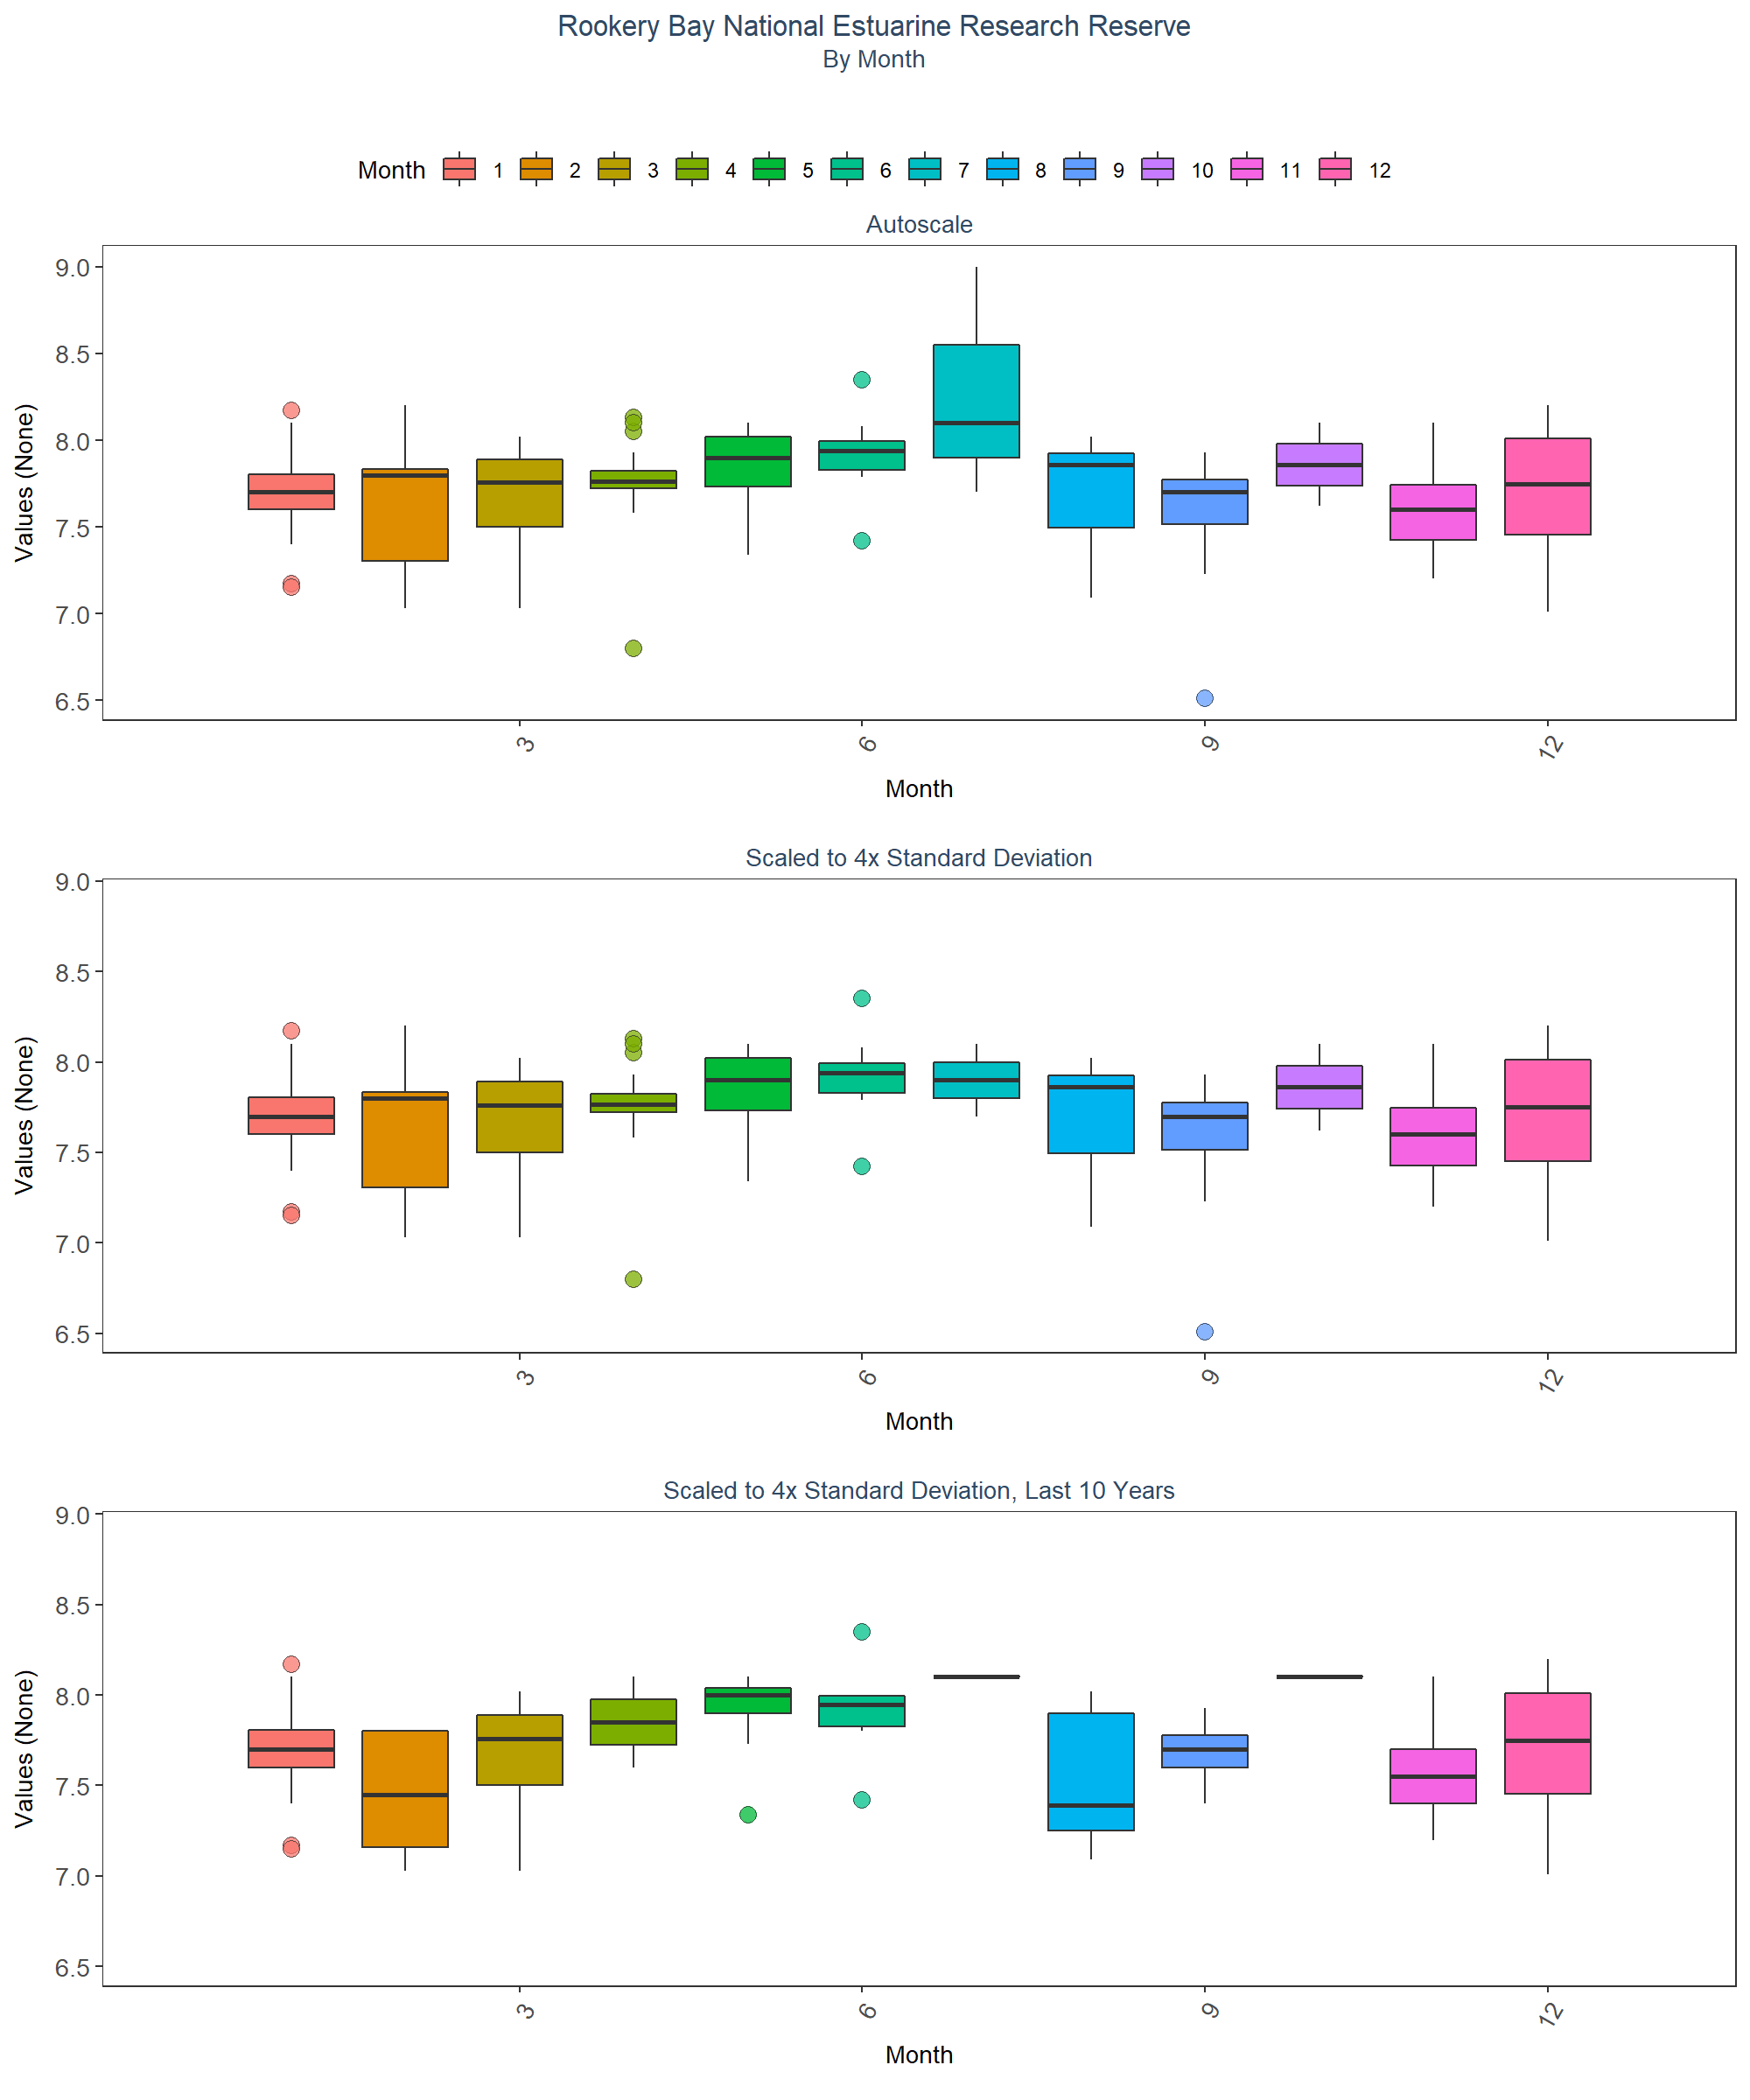 Rookery Bay National Estuarine Research Reserve
By Month
Month 1 2 3 4 5 6 7 8 9 10 11 12
Autoscale
Values (None)
9.0
8.5
8.0
7.5
7.0
6.5
3 6 9 12
Month
Scaled to 4x Standard Deviation
Values (None)
9.0
8.5
8.0
7.5
7.0
6.5
3 6 9 12
Month
Scaled to 4x Standard Deviation, Last 10 Years
Values (None)
9.0
8.5
8.0
7.5
7.0
6.5
3 6 9 12
Month